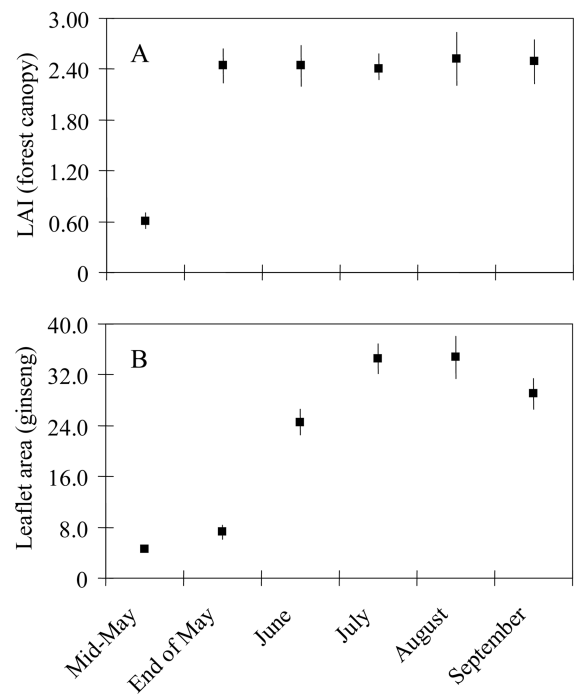 3.00
A
2.40
1.80
1.20
0.60
0
LAI (forest canopy)
40.0
B
32.0
24.0
16.0
8.0
0
Leaflet area (ginseng)
Mid-May
End of May
June
July
August
September